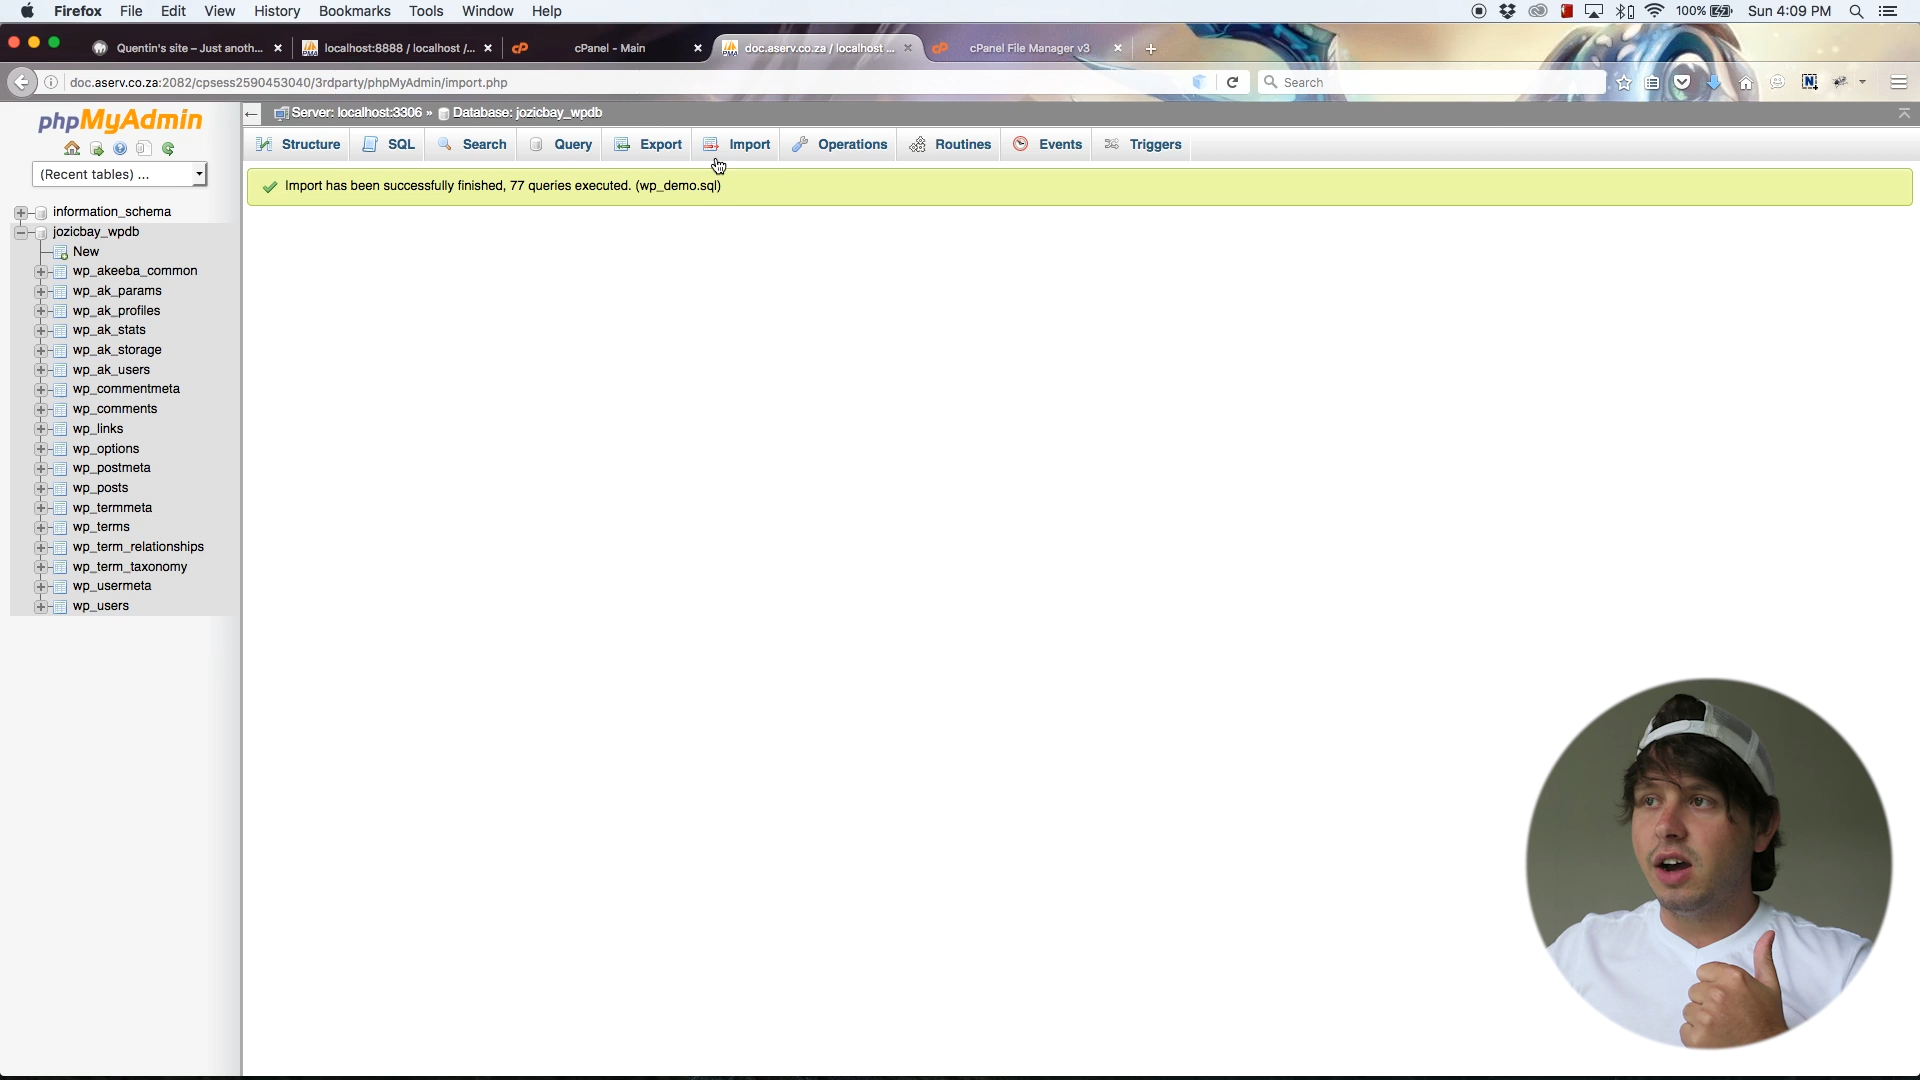 Firefox File Edit View History Bookmarks Tools Window Help 100% Sun 4:09 PM
Quentin's site – Just anoth... localhost:8888 / localhost /... cPanel - Main doc.aserv.co.za / localhost ... cPanel File Manager v3
doc.aserv.co.za:2082/cpsess2590453040/3rdparty/phpMyAdmin/import.php Search
phpMyAdmin
Server: localhost:3306 » Database: jozicbay_wpdb
Structure SQL Search Query Export Import Operations Routines Events Triggers
(Recent tables) ...
Import has been successfully finished, 77 queries executed. (wp_demo.sql)
information_schema
jozicbay_wpdb
New
wp_akeeba_common
wp_ak_params
wp_ak_profiles
wp_ak_stats
wp_ak_storage
wp_ak_users
wp_commentmeta
wp_comments
wp_links
wp_options
wp_postmeta
wp_posts
wp_termmeta
wp_terms
wp_term_relationships
wp_term_taxonomy
wp_usermeta
wp_users